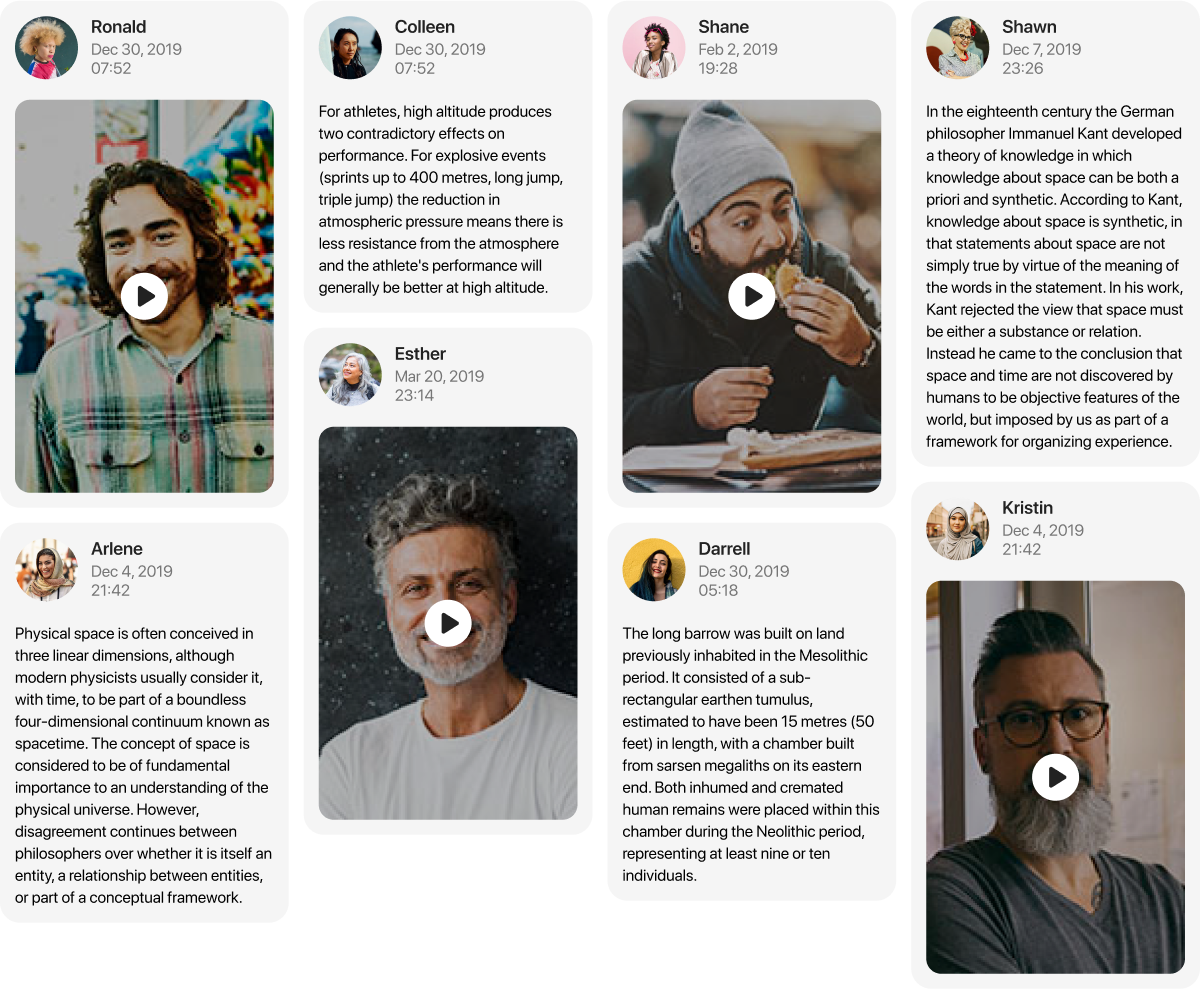 Ronald
Dec 30, 2019
07:52
Arlene
Dec 4, 2019
21:42
Physical space is often conceived in
three linear dimensions, although
modern physicists usually consider it,
with time, to be part of a boundless
four-dimensional continuum known as
spacetime. The concept of space is
considered to be of fundamental
importance to an understanding of the
physical universe. However,
disagreement continues between
philosophers over whether it is itself an
entity, a relationship between entities,
or part of a conceptual framework.
Colleen
Dec 30, 2019
07:52
For athletes, high altitude produces
two contradictory effects on
performance. For explosive events
(sprints up to 400 metres, long jump,
triple jump) the reduction in
atmospheric pressure means there is
less resistance from the atmosphere
and the athlete's performance will
generally be better at high altitude.
Esther
Mar 20, 2019
23:14
Shane
Feb 2, 2019
19:28
Darrell
Dec 30, 2019
05:18
The long barrow was built on land
previously inhabited in the Mesolithic
period. It consisted of a sub-
rectangular earthen tumulus,
estimated to have been 15 metres (50
feet) in length, with a chamber built
from sarsen megaliths on its eastern
end. Both inhumed and cremated
human remains were placed within this
chamber during the Neolithic period,
representing at least nine or ten
individuals.
Shawn
Dec 7, 2019
23:26
In the eighteenth century the German
philosopher Immanuel Kant developed
a theory of knowledge in which
knowledge about space can be both a
priori and synthetic. According to Kant,
knowledge about space is synthetic, in
that statements about space are not
simply true by virtue of the meaning of
the words in the statement. In his work,
Kant rejected the view that space must
be either a substance or relation.
Instead he came to the conclusion that
space and time are not discovered by
humans to be objective features of the
world, but imposed by us as part of a
framework for organizing experience.
Kristin
Dec 4, 2019
21:42